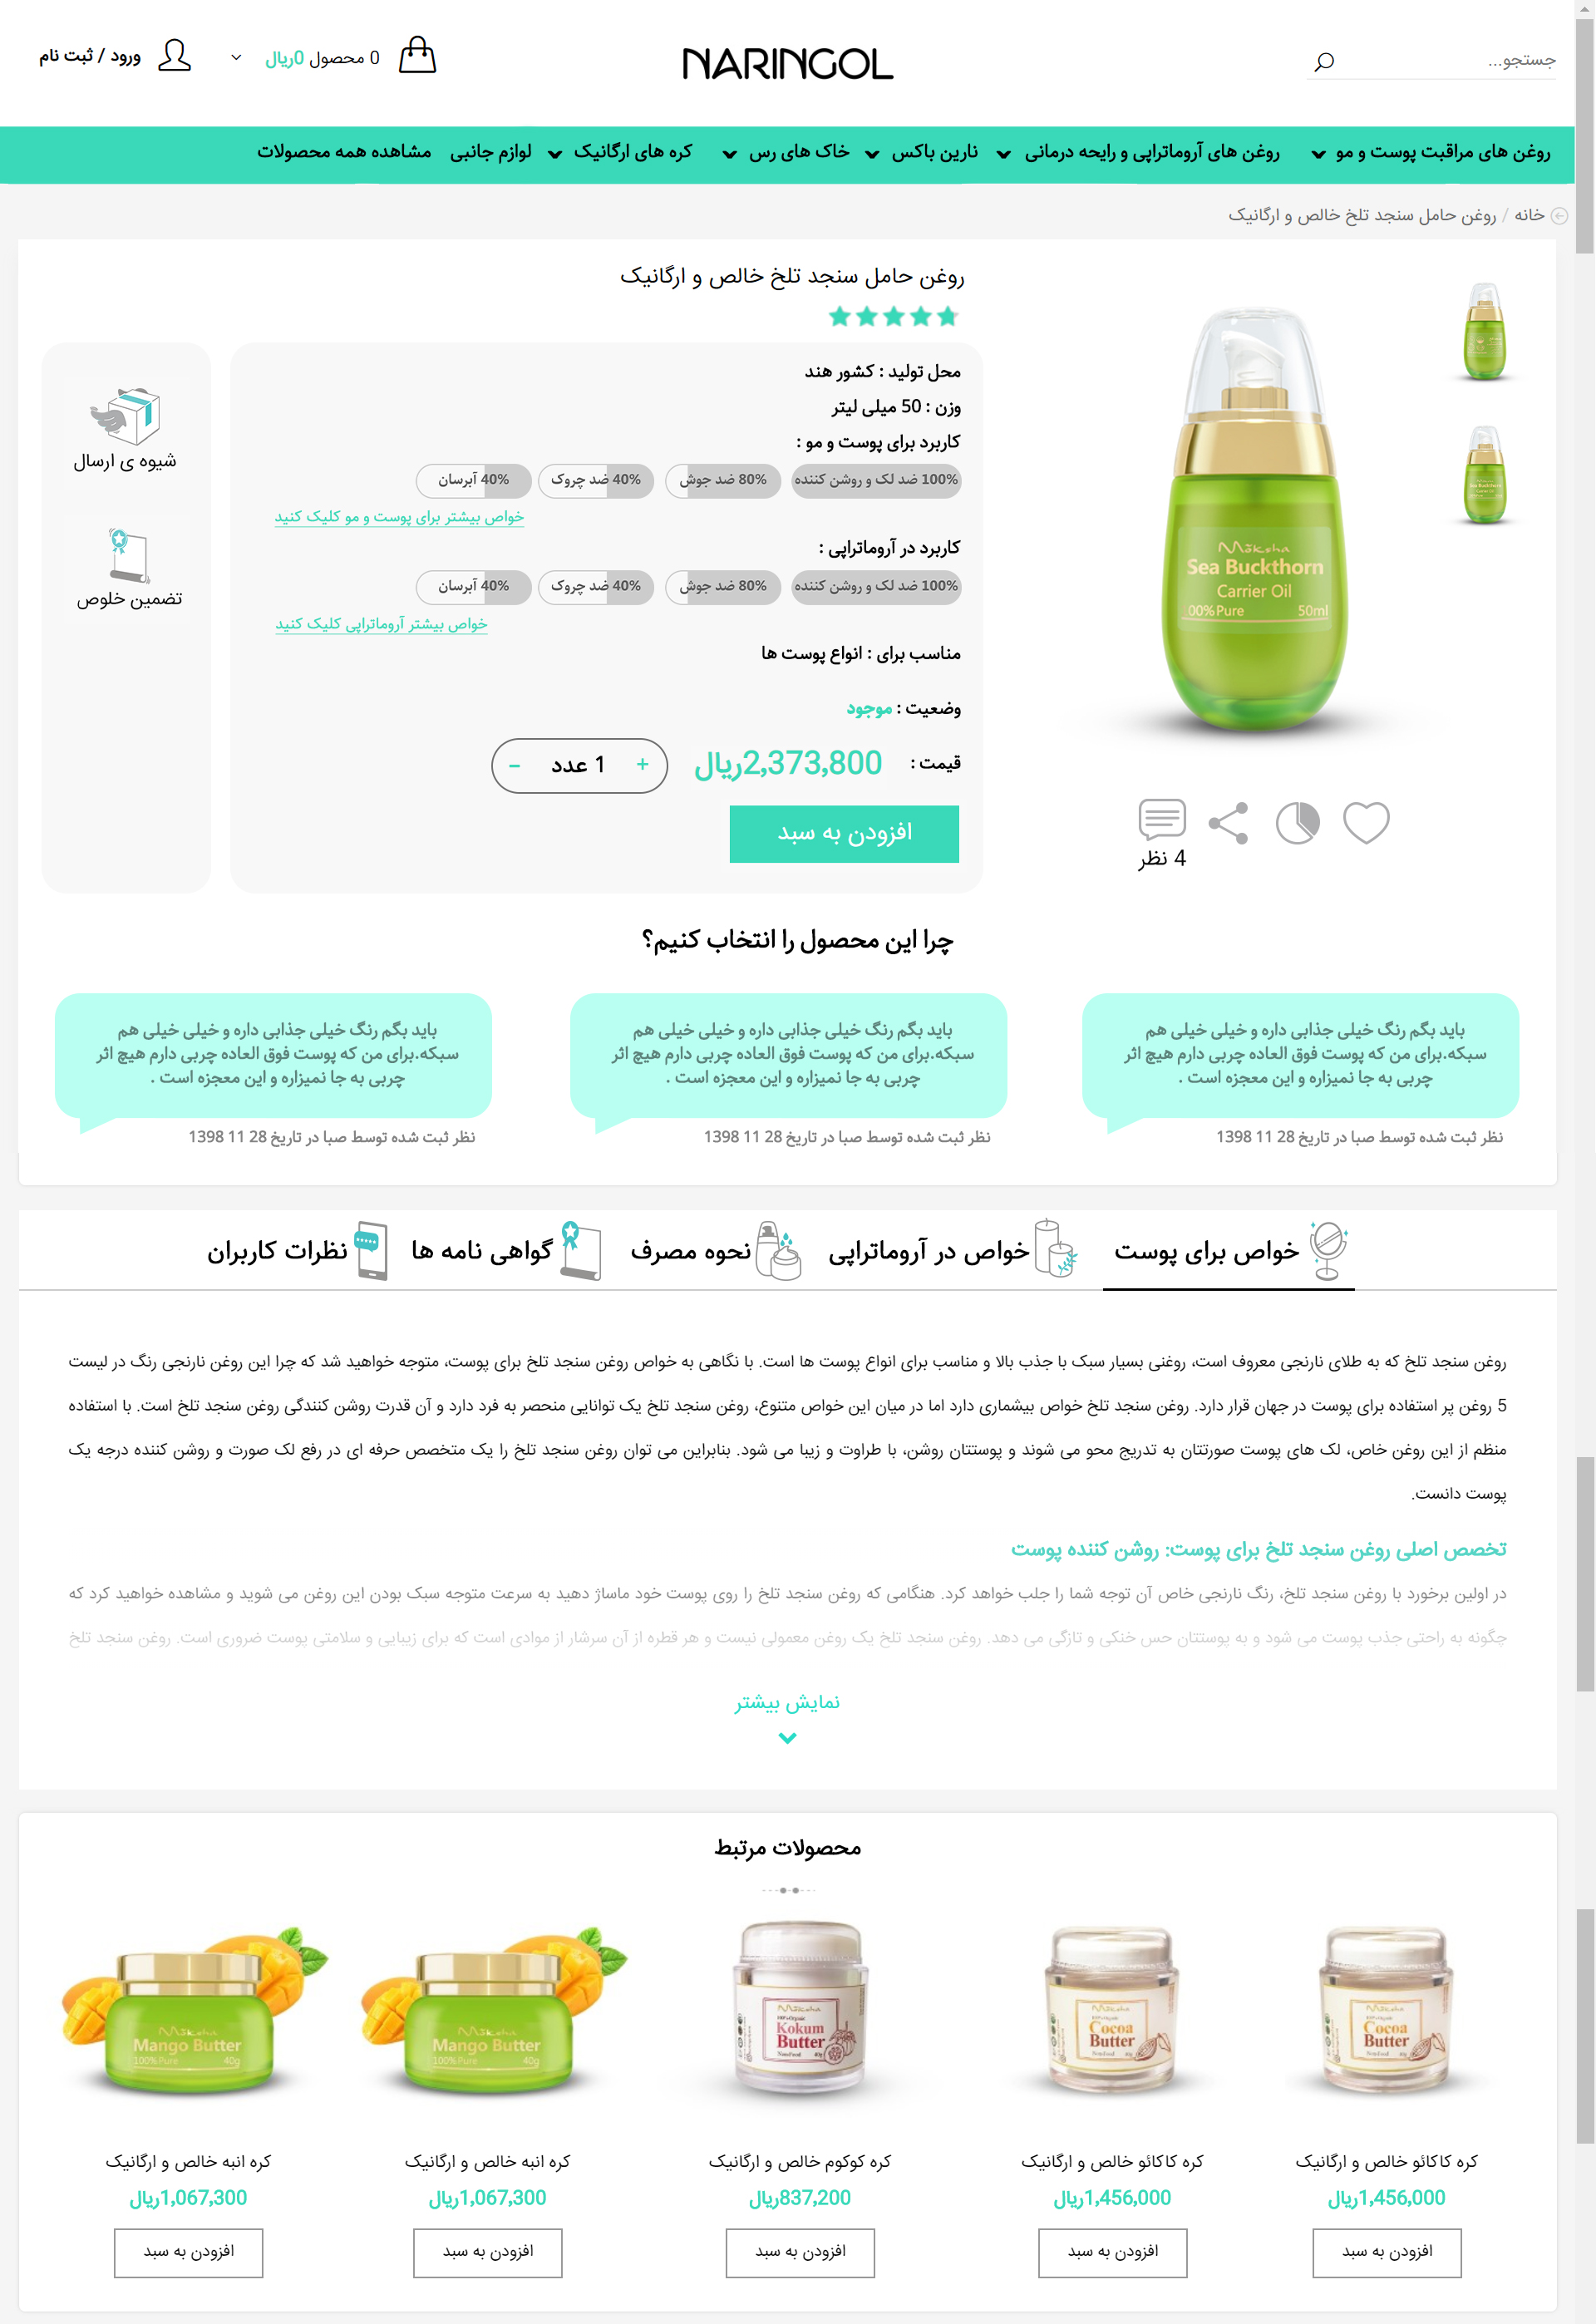 جستجو...
NARINGOL
0 محصول 0ریال
ورود / ثبت نام
روغن های مراقبت پوست و مو
روغن های آروماتراپی و رایحه درمانی
نارین باکس
خاک های رس
کره های ارگانیک
لوازم جانبی
مشاهده همه محصولات
خانه / روغن حامل سنجد تلخ خالص و ارگانیک
روغن حامل سنجد تلخ خالص و ارگانیک
محل تولید : کشور هند
وزن : 50 میلی لیتر
کاربرد برای پوست و مو :
100% ضد لک و روشن کننده
80% ضد جوش
40% ضد چروک
40% آبرسان
خواص بیشتر برای پوست و مو کلیک کنید
کاربرد در آروماتراپی :
100% ضد لک و روشن کننده
80% ضد جوش
40% ضد چروک
40% آبرسان
خواص بیشتر آروماتراپی کلیک کنید
مناسب برای : انواع پوست ها
وضعیت : موجود
قیمت : 2,373,800ریال
+ 1 عدد -
افزودن به سبد
شیوه ی ارسال
تضمین خلوص
Mōksha
Sea Buckthorn
Carrier Oil
00%Pure 50ml
4 نظر
چرا این محصول را انتخاب کنیم؟
باید بگم رنگ خیلی جذابی داره و خیلی خیلی هم
سبکه.برای من که پوست فوق العاده چربی دارم هیچ اثر
چربی به جا نمیزاره و این معجزه است .
نظر ثبت شده توسط صبا در تاریخ 28 11 1398
باید بگم رنگ خیلی جذابی داره و خیلی خیلی هم
سبکه.برای من که پوست فوق العاده چربی دارم هیچ اثر
چربی به جا نمیزاره و این معجزه است .
نظر ثبت شده توسط صبا در تاریخ 28 11 1398
باید بگم رنگ خیلی جذابی داره و خیلی خیلی هم
سبکه.برای من که پوست فوق العاده چربی دارم هیچ اثر
چربی به جا نمیزاره و این معجزه است .
نظر ثبت شده توسط صبا در تاریخ 28 11 1398
خواص برای پوست
خواص در آروماتراپی
نحوه مصرف
گواهی نامه ها
نظرات کاربران
روغن سنجد تلخ که به طلای نارنجی معروف است، روغنی بسیار سبک با جذب بالا و مناسب برای انواع پوست ها است. با نگاهی به خواص روغن سنجد تلخ برای پوست، متوجه خواهید شد که چرا این روغن نارنجی رنگ در لیست
5 روغن پر استفاده برای پوست در جهان قرار دارد. روغن سنجد تلخ خواص بیشماری دارد اما در میان این خواص متنوع، روغن سنجد تلخ یک توانایی منحصر به فرد دارد و آن قدرت روشن کنندگی روغن سنجد تلخ است. با استفاده
منظم از این روغن خاص، لک های پوست صورتتان به تدریج محو می شوند و پوستتان روشن، با طراوت و زیبا می شود. بنابراین می توان روغن سنجد تلخ را یک متخصص حرفه ای در رفع لک صورت و روشن کننده درجه یک
پوست دانست.
تخصص اصلی روغن سنجد تلخ برای پوست: روشن کننده پوست
در اولین برخورد با روغن سنجد تلخ، رنگ نارنجی خاص آن توجه شما را جلب خواهد کرد. هنگامی که روغن سنجد تلخ را روی پوست خود ماساژ دهید به سرعت متوجه سبک بودن این روغن می شوید و مشاهده خواهید کرد که
چگونه به راحتی جذب پوست می شود و به پوستتان حس خنکی و تازگی می دهد. روغن سنجد تلخ یک روغن معمولی نیست و هر قطره از آن سرشار از موادی است که برای زیبایی و سلامتی پوست ضروری است. روغن سنجد تلخ
نمایش بیشتر
محصولات مرتبط
Mōksha
Cocoa
Butter
کره کاکائو خالص و ارگانیک
1,456,000ریال
افزودن به سبد
Mōksha
Cocoa
Butter
کره کاکائو خالص و ارگانیک
1,456,000ریال
افزودن به سبد
Mōksha
Kokum
Butter
کره کوکوم خالص و ارگانیک
837,200ریال
افزودن به سبد
Mōksha
Mango Butter
100%Pure 40g
کره انبه خالص و ارگانیک
1,067,300ریال
افزودن به سبد
Mōksha
Mango Butter
100%Pure 40g
کره انبه خالص و ارگانیک
1,067,300ریال
افزودن به سبد